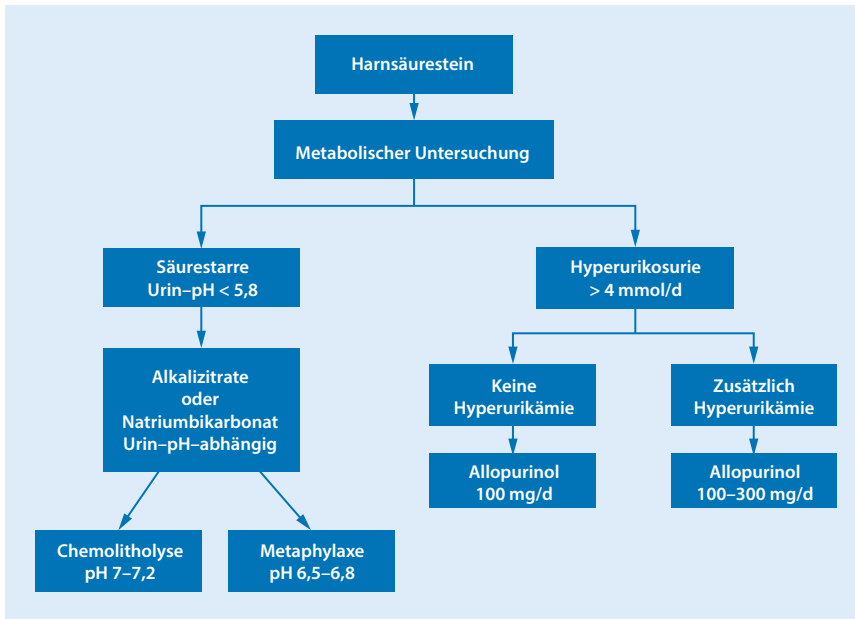 Harnsäurestein
Metabolischer Untersuchung
Säurestarre
Urin–pH < 5,8
Hyperurikosurie
> 4 mmol/d
Alkalizitrate
oder
Natriumbikarbonat
Urin–pH–abhängig
Keine
Hyperurikämie
Zusätzlich
Hyperurikämie
Allopurinol
100 mg/d
Allopurinol
100–300 mg/d
Chemolitholyse
pH 7–7,2
Metaphylaxe
pH 6,5–6,8